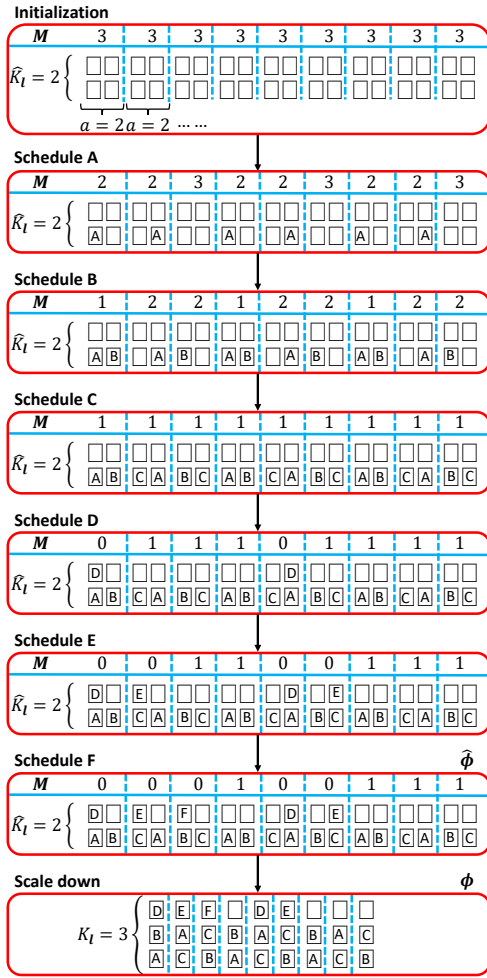 Initialization
M 3 3 3 3 3 3 3 3 3
K̂_l = 2 {
a = 2 a = 2 ... ...
Schedule A
M 2 2 3 2 2 3 2 2 3
K̂_l = 2 {
A A A A A A
Schedule B
M 1 2 2 1 2 2 1 2 2
K̂_l = 2 {
A B A B A B A B A B A B
Schedule C
M 1 1 1 1 1 1 1 1 1
K̂_l = 2 {
A B C A B C A B C A B C A B C A B C
Schedule D
M 0 1 1 1 0 1 1 1 1
D D
K̂_l = 2 {
A B C A B C A B C A B C A B C A B C
Schedule E
M 0 0 1 1 0 0 1 1 1
D E D E
K̂_l = 2 {
A B C A B C A B C A B C A B C A B C
Schedule F ϕ̂
M 0 0 0 1 0 0 1 1 1
D E F D E
K̂_l = 2 {
A B C A B C A B C A B C A B C A B C
Scale down ϕ
D E F D E
K_l = 3 { B A C B A C B A C
A C B A C B A C B